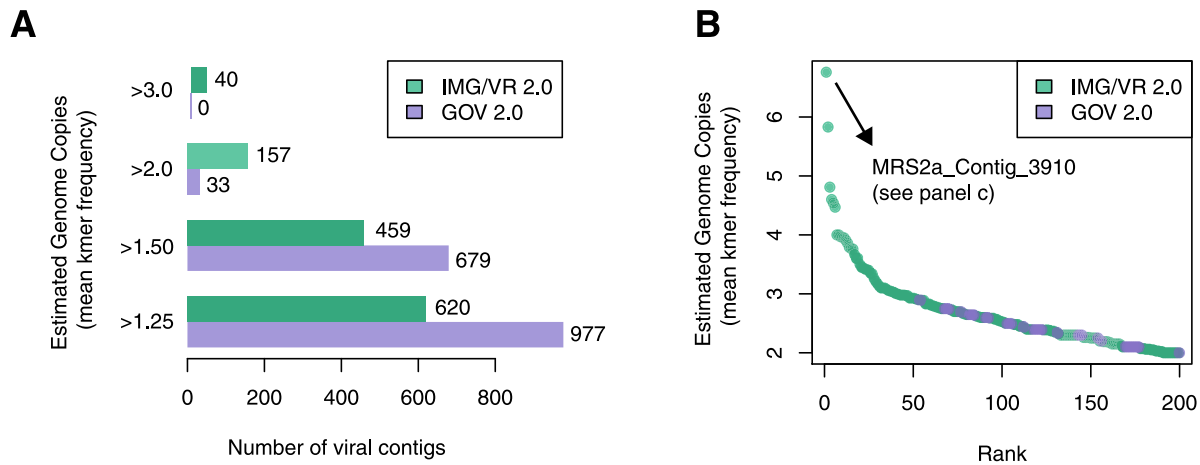 A
Estimated Genome Copies
(mean kmer frequency)
>3.0
>2.0
>1.50
>1.25
40
0
157
33
459
679
620
977
IMG/VR 2.0
GOV 2.0
0
200
400
600
800
Number of viral contigs
B
Estimated Genome Copies
(mean kmer frequency)
6
5
4
3
2
IMG/VR 2.0
GOV 2.0
MRS2a_Contig_3910
(see panel c)
0
50
100
150
200
Rank